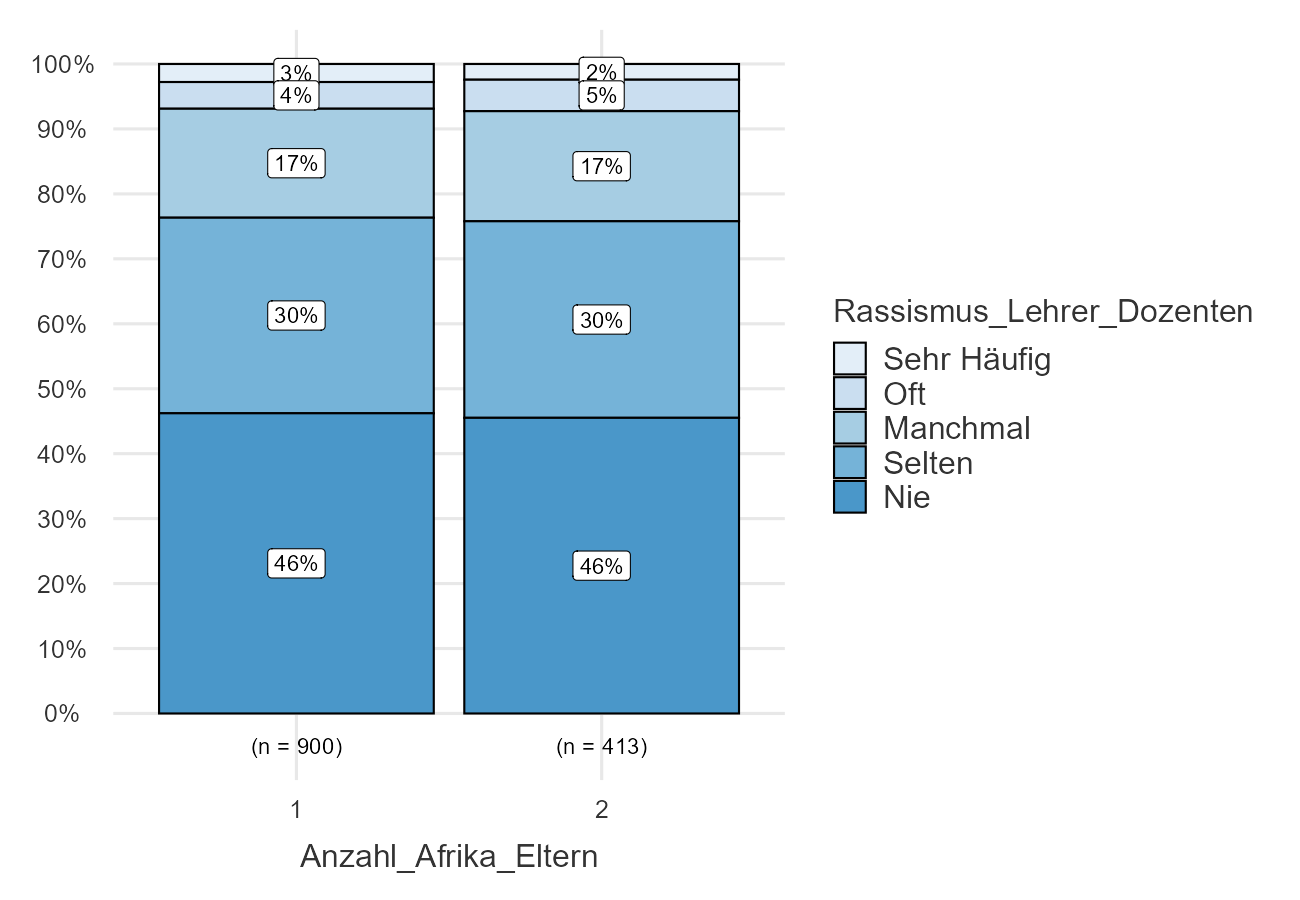 100%
90%
80%
70%
60%
50%
40%
30%
20%
10%
0%
3%
4%
17%
30%
46%
2%
5%
17%
30%
46%
(n = 900)
(n = 413)
1
2
Anzahl_Afrika_Eltern
Rassismus_Lehrer_Dozenten
Sehr Häufig
Oft
Manchmal
Selten
Nie